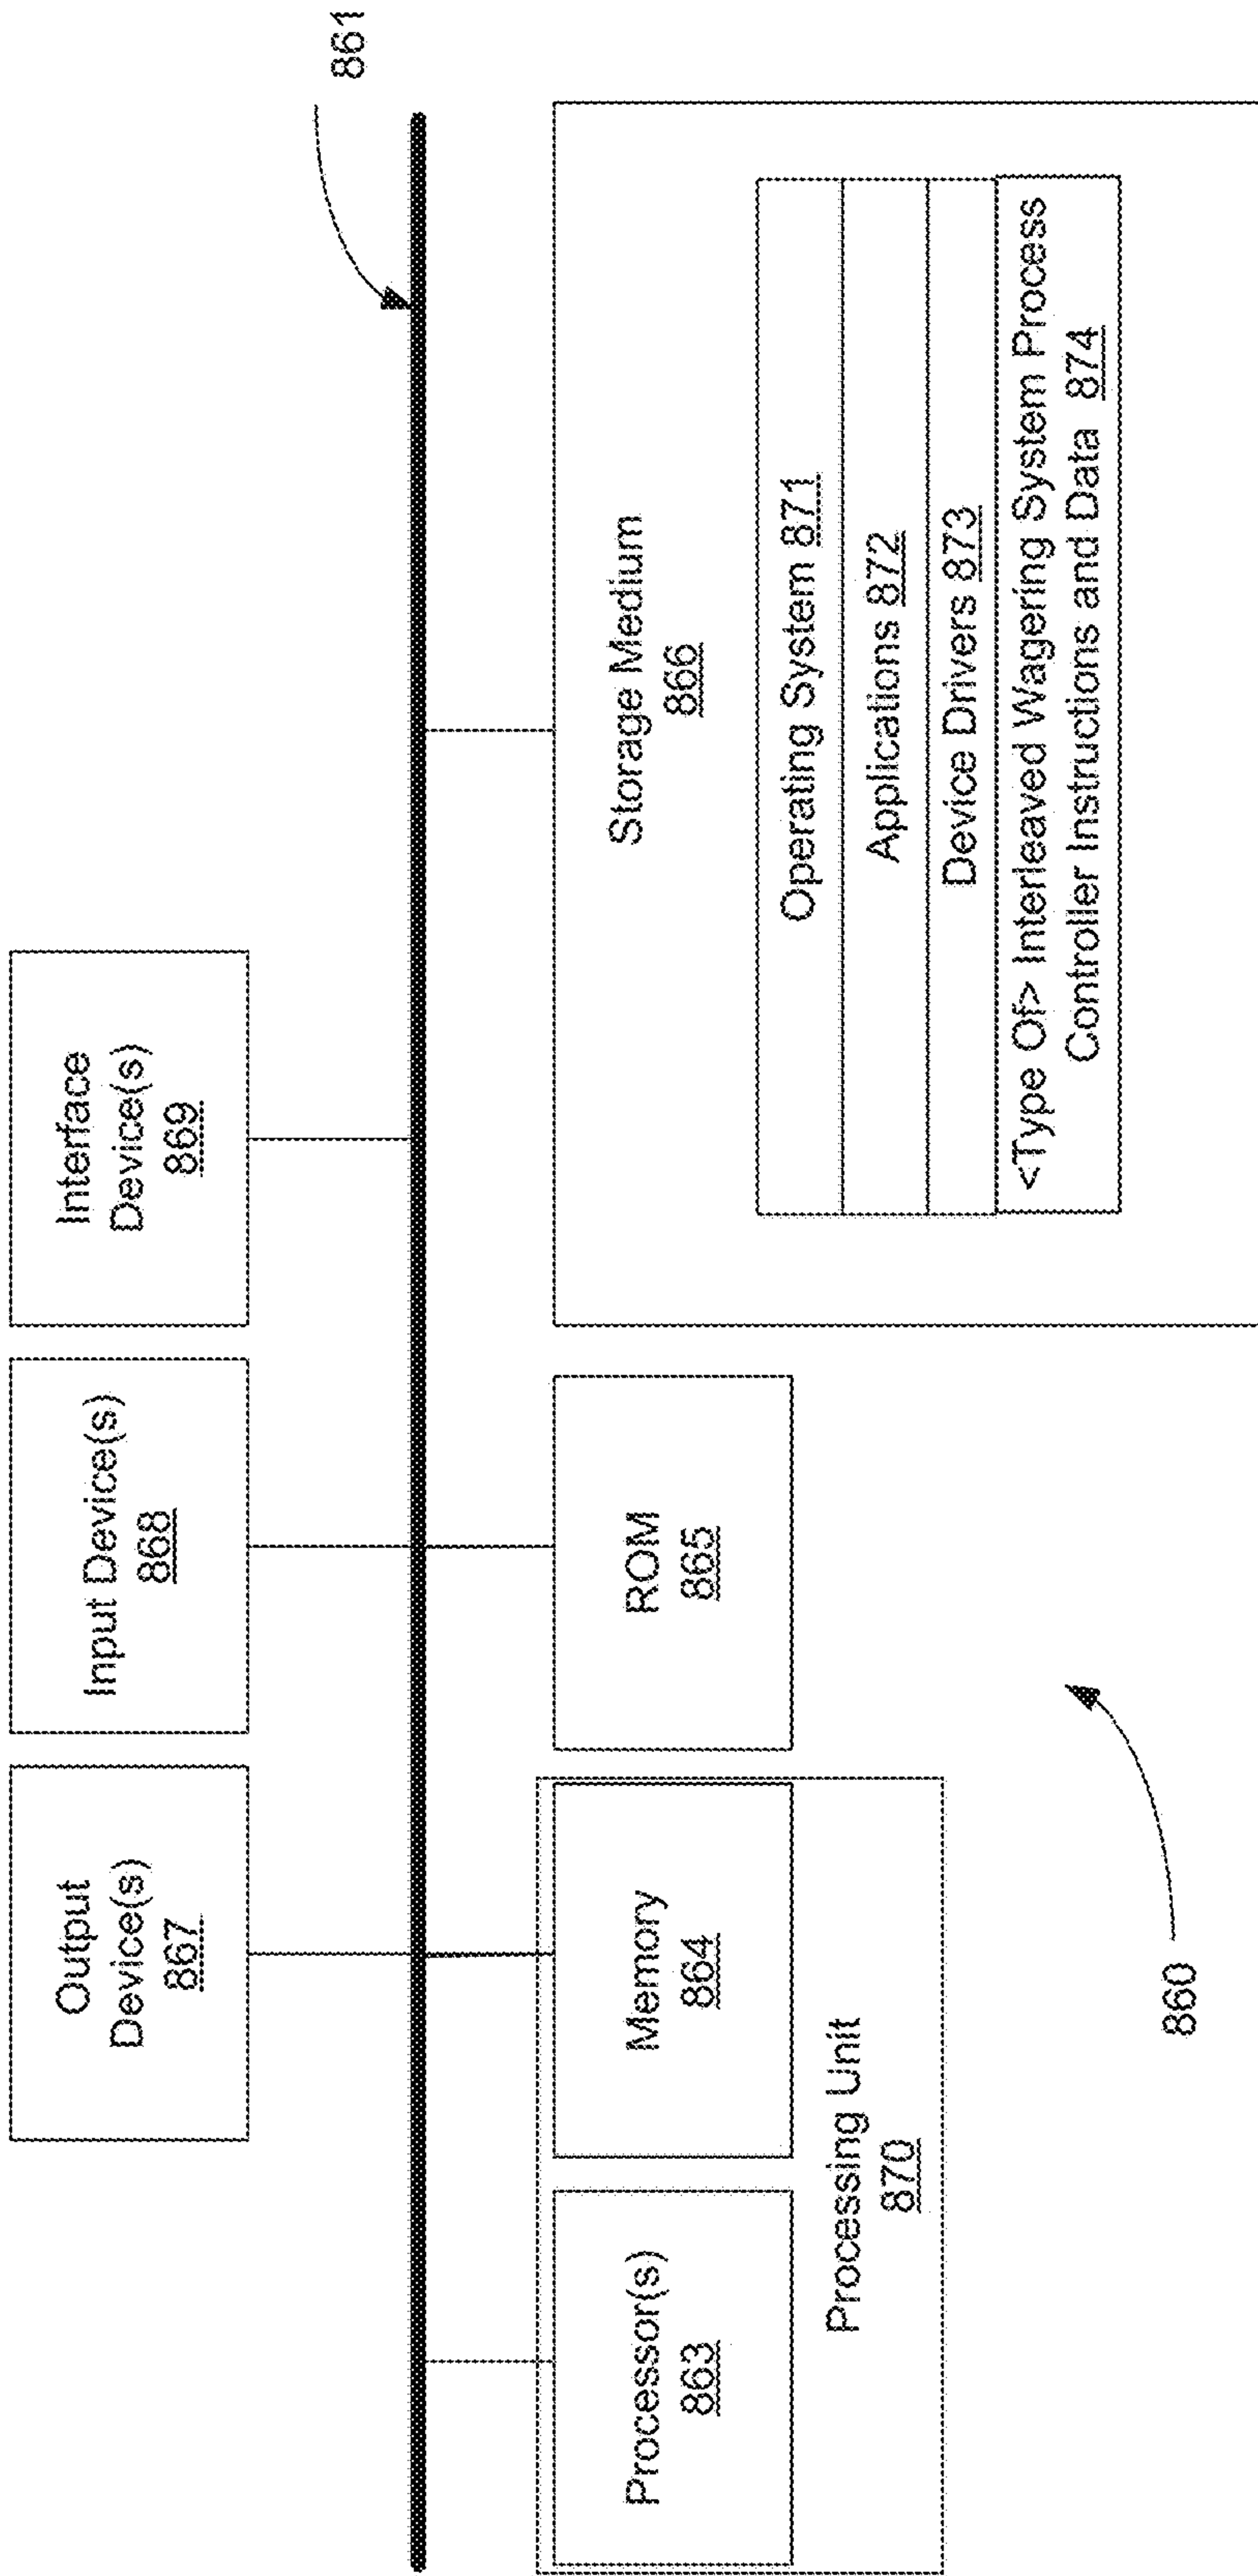 861
Output
Device(s)
867
Input Device(s)
868
Interface
Device(s)
869
Processor(s)
863
Memory
864
Processing Unit
870
ROM
865
Storage Medium
866
Operating System 871
Applications 872
Device Drivers 873
<Type Of> Interleaved Wagering System Process
Controller Instructions and Data 874
860